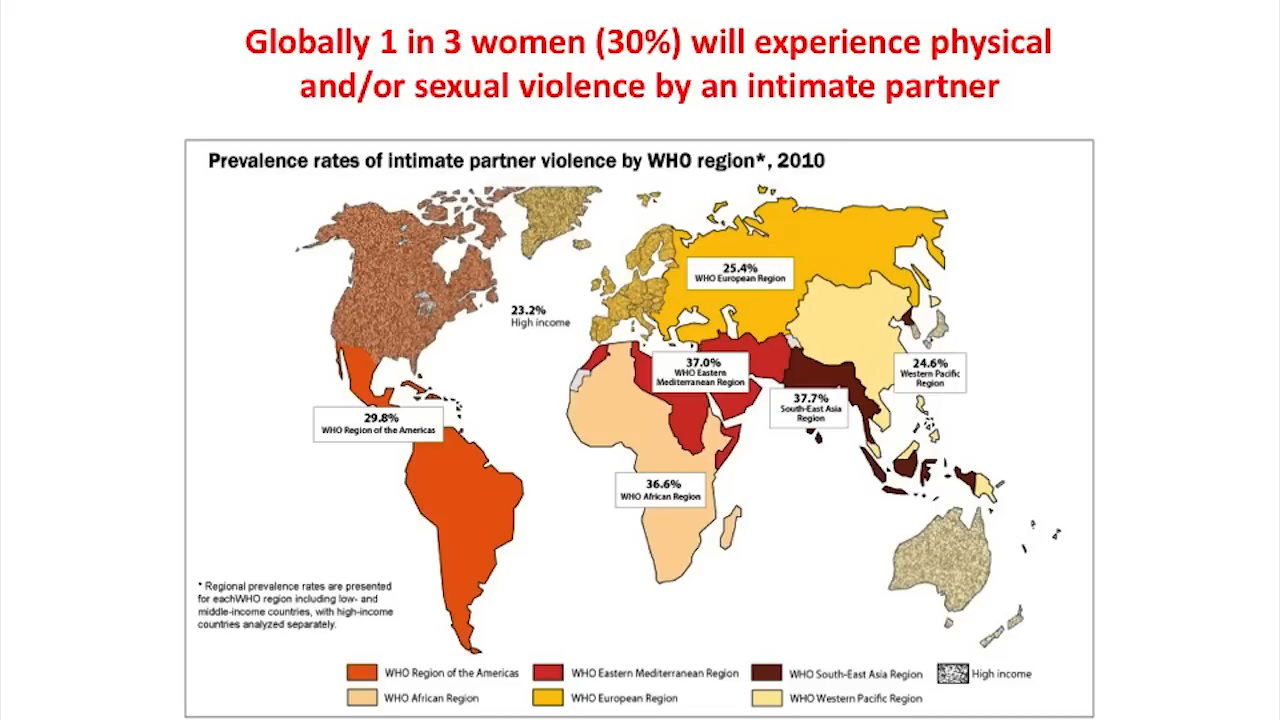 Globally 1 in 3 women (30%) will experience physical
and/or sexual violence by an intimate partner
Prevalence rates of intimate partner violence by WHO region*, 2010
25.4%
WHO European Region
23.2%
High income
37.0%
WHO Eastern
Mediterranean Region
24.6%
Western Pacific
Region
37.7%
South-East Asia
Region
29.8%
WHO Region of the Americas
36.6%
WHO African Region
* Regional prevalence rates are presented
for eachWHO region including low- and
middle-income countries, with high-income
countries analyzed separately.
WHO Region of the Americas
WHO Eastern Mediterranean Region
WHO South-East Asia Region
High income
WHO African Region
WHO European Region
WHO Western Pacific Region